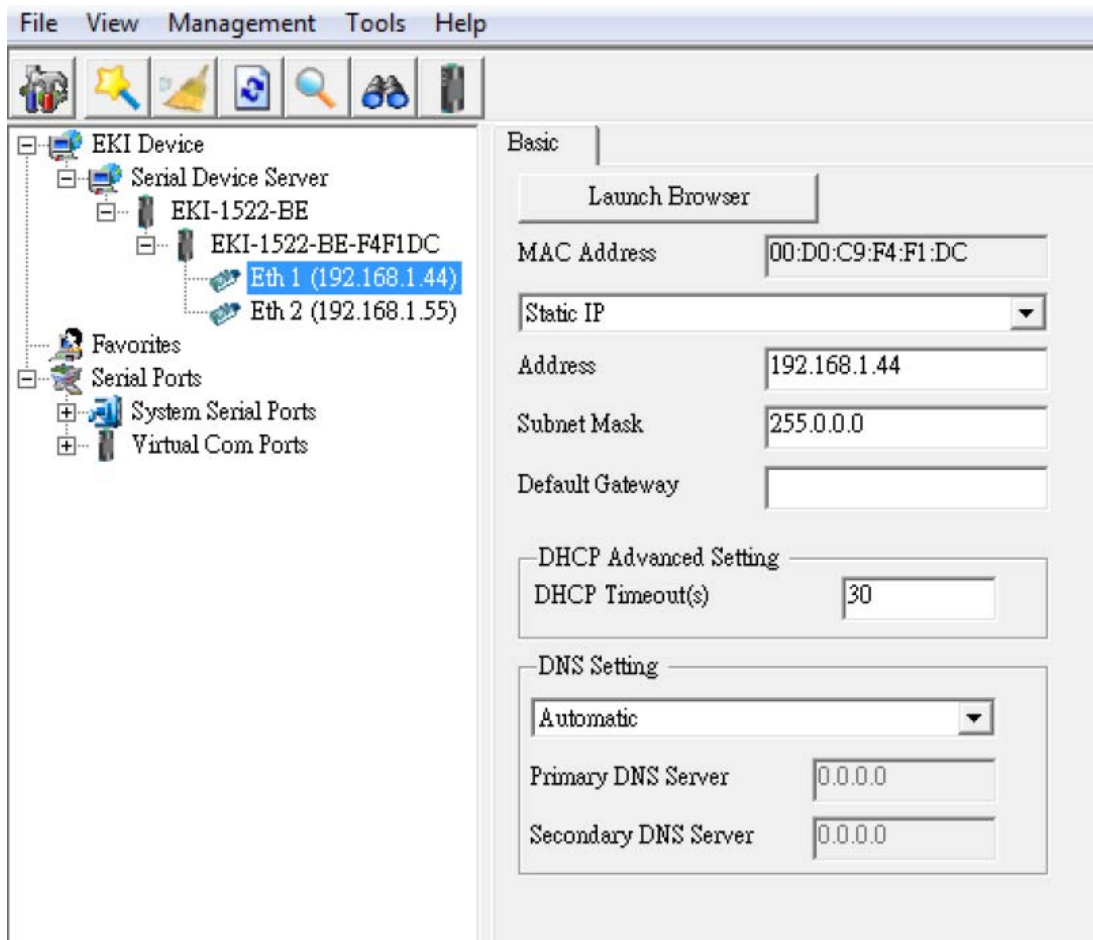 File View Management Tools Help
EKI Device
Serial Device Server
EKI-1522-BE
EKI-1522-BE-F4F1DC
Eth 1 (192.168.1.44)
Eth 2 (192.168.1.55)
Favorites
Serial Ports
System Serial Ports
Virtual Com Ports
Basic
Launch Browser
MAC Address 00:D0:C9:F4:F1:DC
Static IP
Address 192.168.1.44
Subnet Mask 255.0.0.0
Default Gateway
DHCP Advanced Setting
DHCP Timeout(s) 30
DNS Setting
Automatic
Primary DNS Server 0.0.0.0
Secondary DNS Server 0.0.0.0